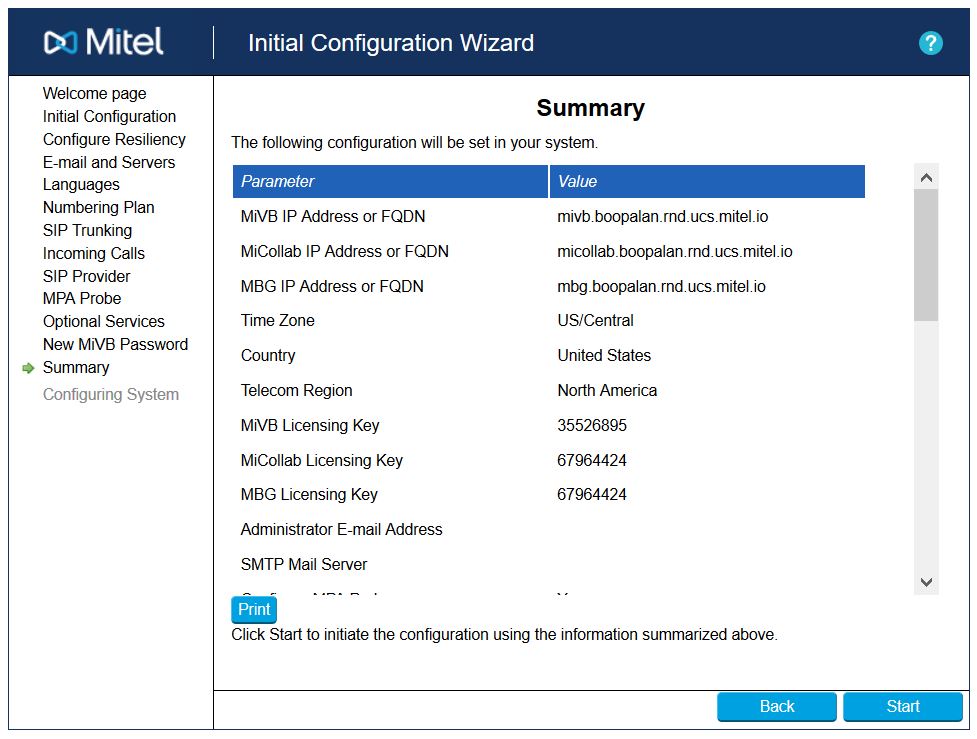 Mitel
Initial Configuration Wizard
?
Welcome page
Initial Configuration
Configure Resiliency
E-mail and Servers
Languages
Numbering Plan
SIP Trunking
Incoming Calls
SIP Provider
MPA Probe
Optional Services
New MiVB Password
Summary
Configuring System
Summary
The following configuration will be set in your system.
Parameter Value
MiVB IP Address or FQDN mivb.boopalan.rnd.ucs.mitel.io
MiCollab IP Address or FQDN micollab.boopalan.rnd.ucs.mitel.io
MBG IP Address or FQDN mbg.boopalan.rnd.ucs.mitel.io
Time Zone US/Central
Country United States
Telecom Region North America
MiVB Licensing Key 35526895
MiCollab Licensing Key 67964424
MBG Licensing Key 67964424
Administrator E-mail Address
SMTP Mail Server
Print
Click Start to initiate the configuration using the information summarized above.
Back Start